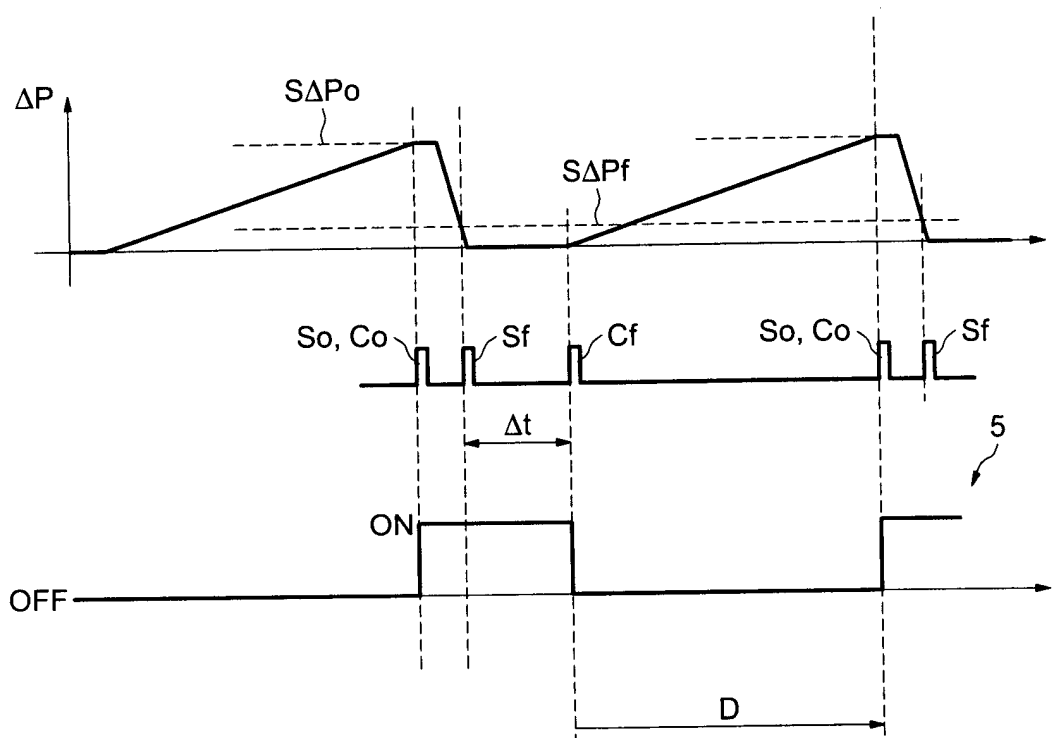 ΔP
SΔPo
SΔPf
So, Co
Sf
Cf
So, Co
Sf
Δt
5
ON
OFF
D